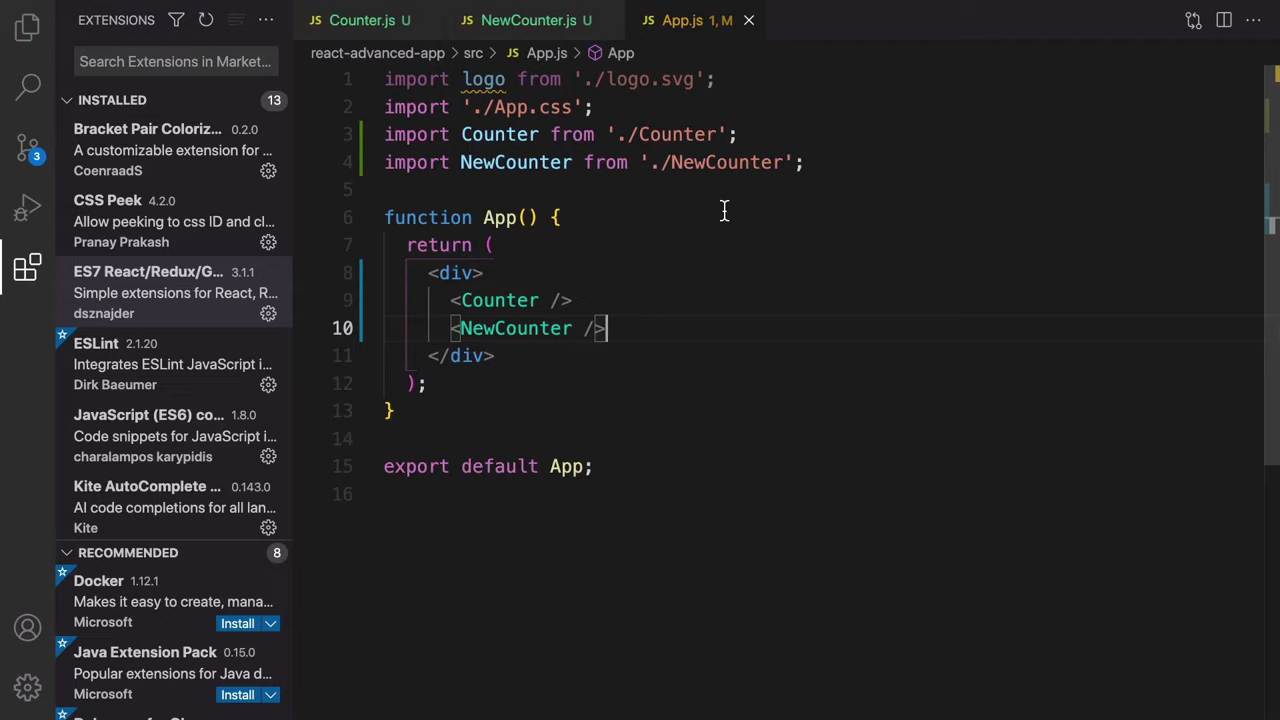 EXTENSIONS
Search Extensions in Market...
INSTALLED 13
Bracket Pair Coloriz... 0.2.0
A customizable extension for ...
CoenraadS
CSS Peek 4.2.0
Allow peeking to css ID and cl...
Pranay Prakash
ES7 React/Redux/G... 3.1.1
Simple extensions for React, R...
dsznajder
ESLint 2.1.20
Integrates ESLint JavaScript i...
Dirk Baeumer
JavaScript (ES6) co... 1.8.0
Code snippets for JavaScript i...
charalampos karypidis
Kite AutoComplete ... 0.143.0
AI code completions for all lan...
Kite
RECOMMENDED 8
Docker 1.12.1
Makes it easy to create, mana...
Microsoft Install
Java Extension Pack 0.15.0
Popular extensions for Java d...
Microsoft Install
3
JS Counter.js U JS NewCounter.js U JS App.js 1, M
react-advanced-app > src > JS App.js > App
1 import logo from './logo.svg';
2 import './App.css';
3 import Counter from './Counter';
4 import NewCounter from './NewCounter';
5
6 function App() {
7 return (
8 <div>
9 <Counter />
10 <NewCounter />
11 </div>
12 );
13 }
14
15 export default App;
16